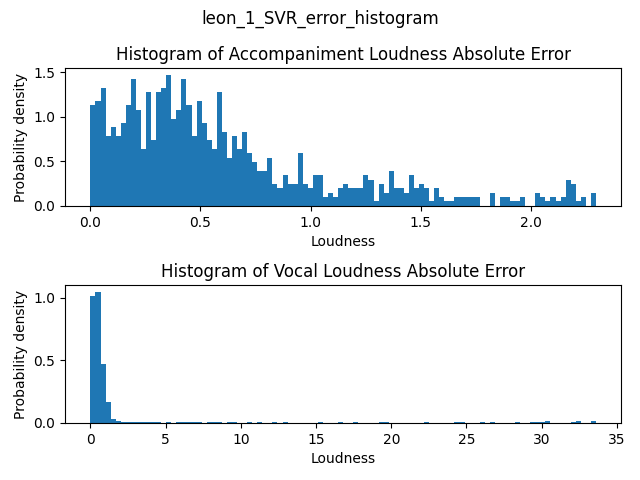 leon_1_SVR_error_histogram
Histogram of Accompaniment Loudness Absolute Error
Probability density
1.5
1.0
0.5
0.0
0.0 0.5 1.0 1.5 2.0
Loudness
Histogram of Vocal Loudness Absolute Error
Probability density
1.0
0.5
0.0
0 5 10 15 20 25 30 35
Loudness